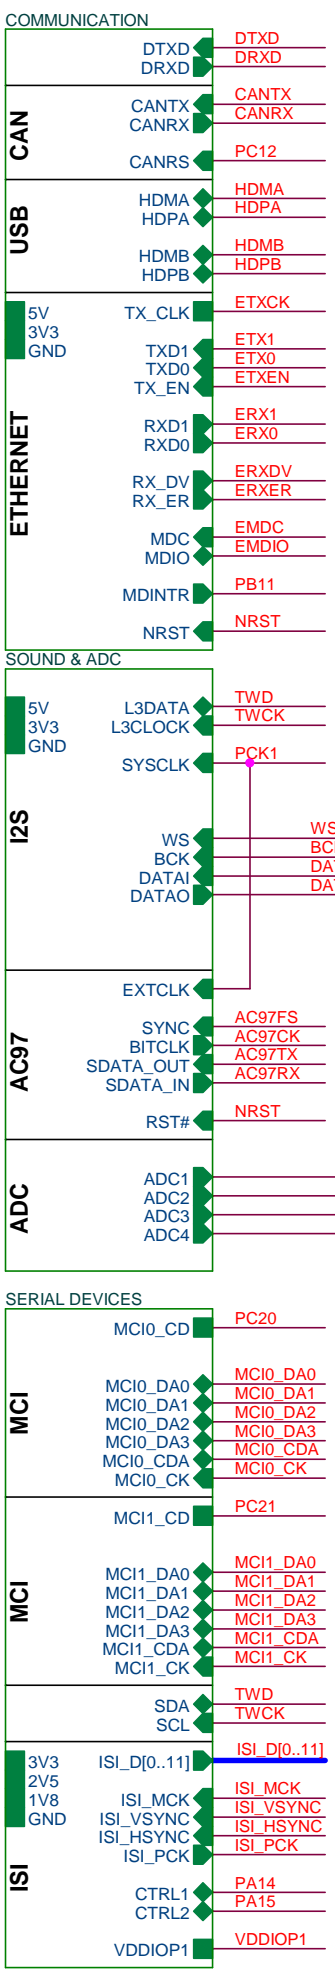 COMMUNICATION
DTXD DTXD
DRXD DRXD
CAN
CANTX CANTX
CANRX CANRX
CANRS PC12
USB
HDMA HDMA
HDPA HDPA
HDMB HDMB
HDPB HDPB
ETHERNET
5V
3V3
GND
TX_CLK ETXCK
TXD1 ETX1
TXD0 ETX0
TX_EN ETXEN
RXD1 ERX1
RXD0 ERX0
RX_DV ERXDV
RX_ER ERXER
MDC EMDC
MDIO EMDIO
MDINTR PB11
NRST NRST
SOUND & ADC
I2S
5V
3V3
GND
L3DATA TWD
L3CLOCK TWCK
SYSCLK PCK1
WS WS
BCK
DATAI
DATAO
AC97
EXTCLK
SYNC AC97FS
BITCLK AC97CK
SDATA_OUT AC97TX
SDATA_IN AC97RX
RST# NRST
ADC
ADC1
ADC2
ADC3
ADC4
SERIAL DEVICES
MCI
MCI0_CD PC20
MCI0_DA0 MCI0_DA0
MCI0_DA1 MCI0_DA1
MCI0_DA2 MCI0_DA2
MCI0_DA3 MCI0_DA3
MCI0_CDA MCI0_CDA
MCI0_CK MCI0_CK
MCI
MCI1_CD PC21
MCI1_DA0 MCI1_DA0
MCI1_DA1 MCI1_DA1
MCI1_DA2 MCI1_DA2
MCI1_DA3 MCI1_DA3
MCI1_CDA MCI1_CDA
MCI1_CK MCI1_CK
SDA TWD
SCL TWCK
ISI
3V3
2V5
1V8
GND
ISI_D[0..11] ISI_D[0..11]
ISI_MCK ISI_MCK
ISI_VSYNC ISI_VSYNC
ISI_HSYNC ISI_HSYNC
ISI_PCK ISI_PCK
CTRL1 PA14
CTRL2 PA15
VDDIOP1 VDDIOP1